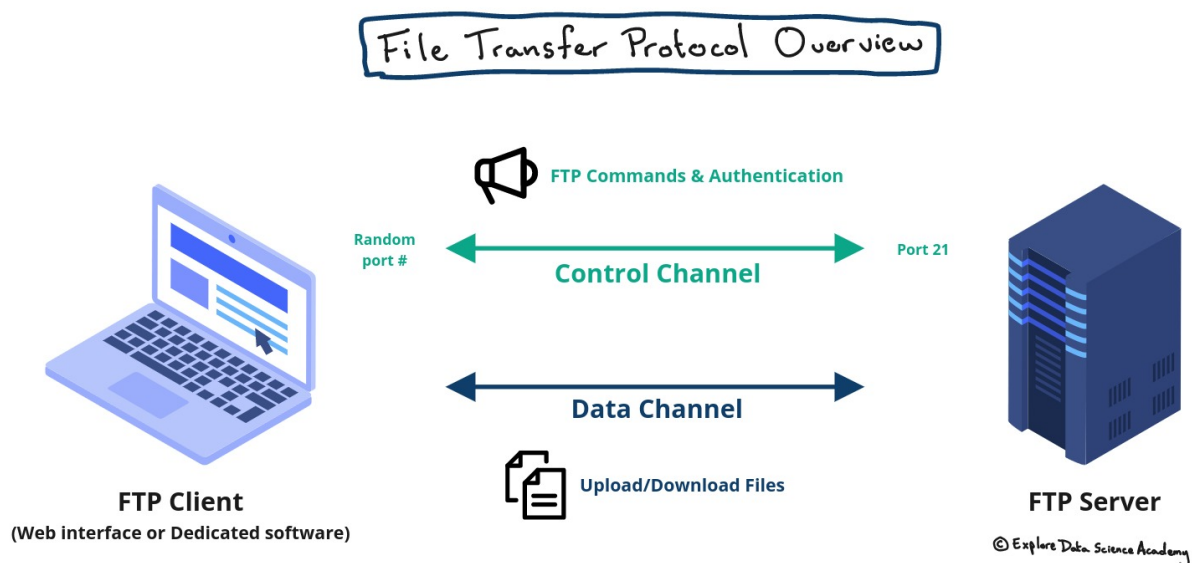 File Transfer Protocol Overview
FTP Commands & Authentication
Random
port #
Port 21
Control Channel
Data Channel
Upload/Download Files
FTP Client
(Web interface or Dedicated software)
FTP Server
© Explore Data Science Academy